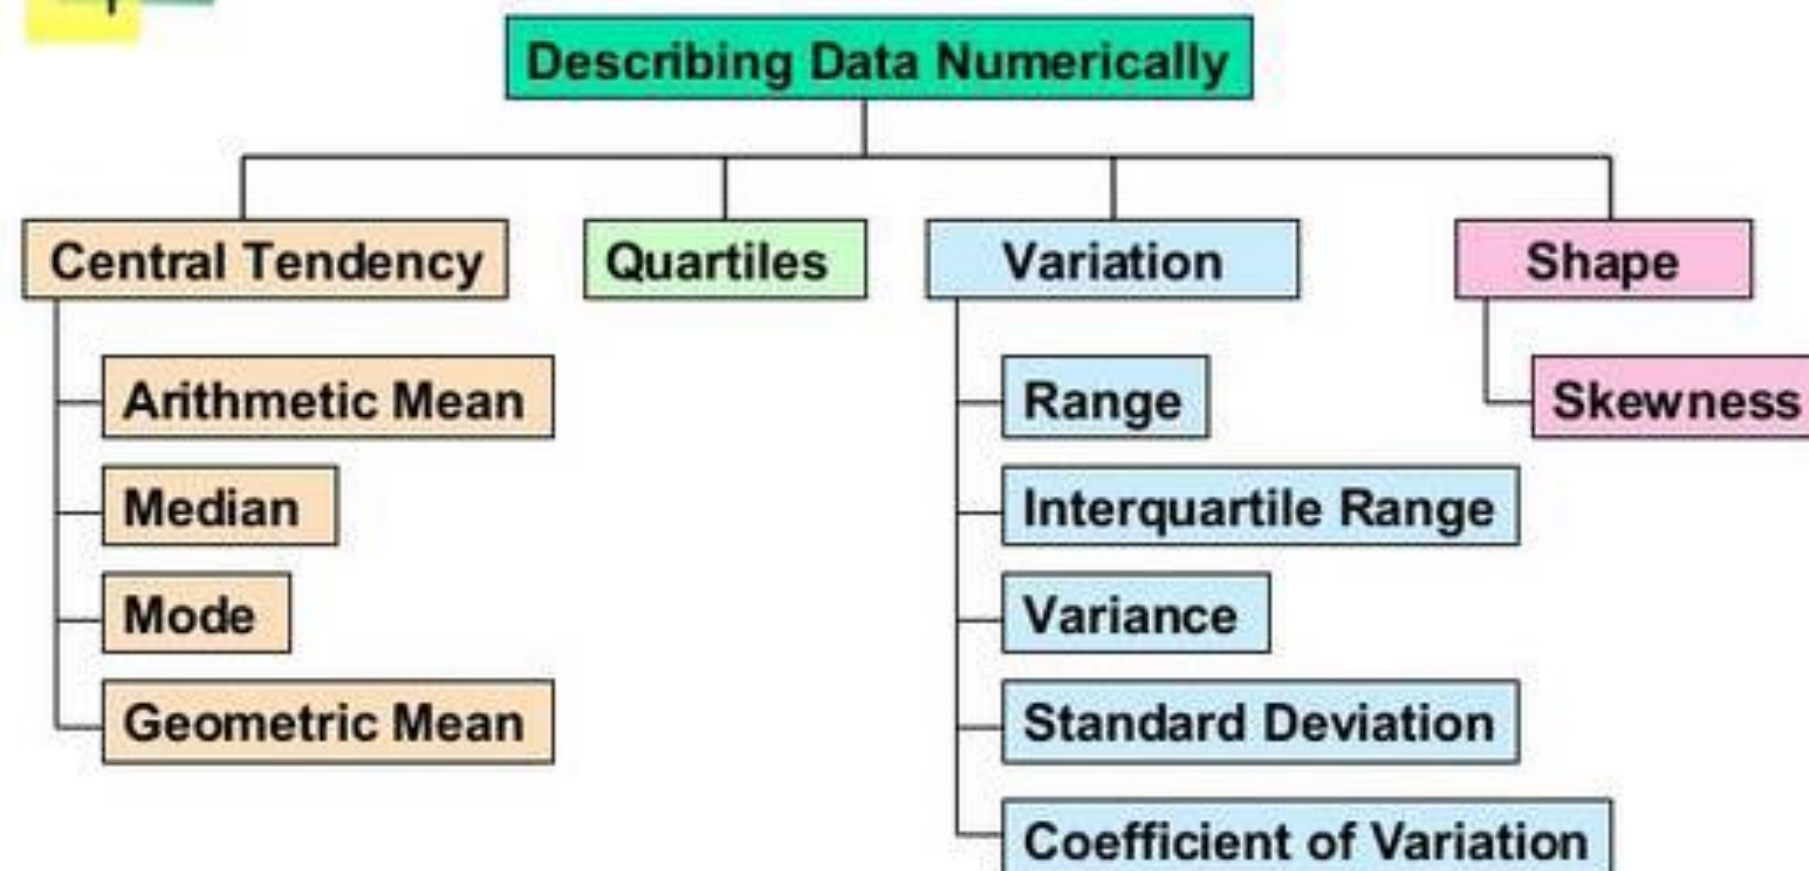 Describing Data Numerically
Central Tendency
Quartiles
Variation
Shape
Arithmetic Mean
Median
Mode
Geometric Mean
Range
Interquartile Range
Variance
Standard Deviation
Coefficient of Variation
Skewness